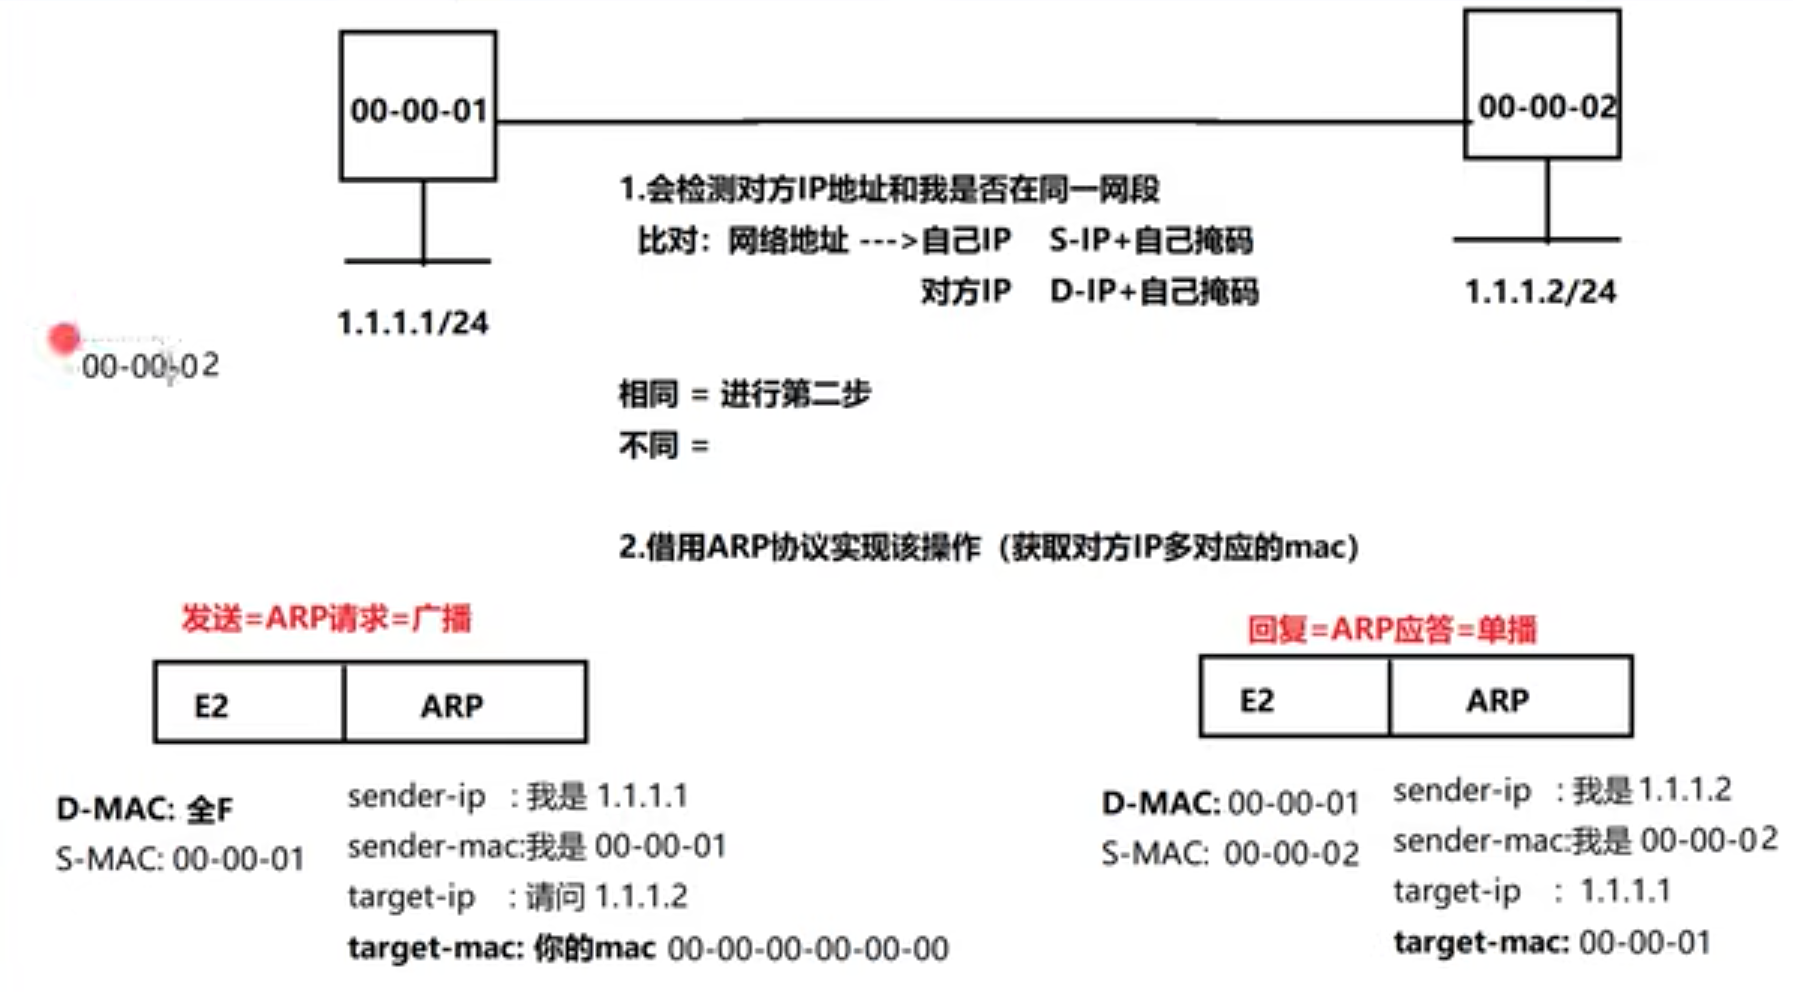 00-00-01
00-00-02
1.会检测对方IP地址和我是否在同一网段
比对：网络地址 --->自己IP S-IP+自己掩码
对方IP D-IP+自己掩码
1.1.1.1/24
1.1.1.2/24
00-00-02
相同 = 进行第二步
不同 =
2.借用ARP协议实现该操作（获取对方IP多对应的mac）
发送=ARP请求=广播
E2 ARP
D-MAC: 全F
S-MAC: 00-00-01
sender-ip : 我是 1.1.1.1
sender-mac:我是 00-00-01
target-ip : 请问 1.1.1.2
target-mac: 你的mac 00-00-00-00-00-00
回复=ARP应答=单播
E2 ARP
D-MAC: 00-00-01
S-MAC: 00-00-02
sender-ip : 我是1.1.1.2
sender-mac:我是 00-00-02
target-ip : 1.1.1.1
target-mac: 00-00-01